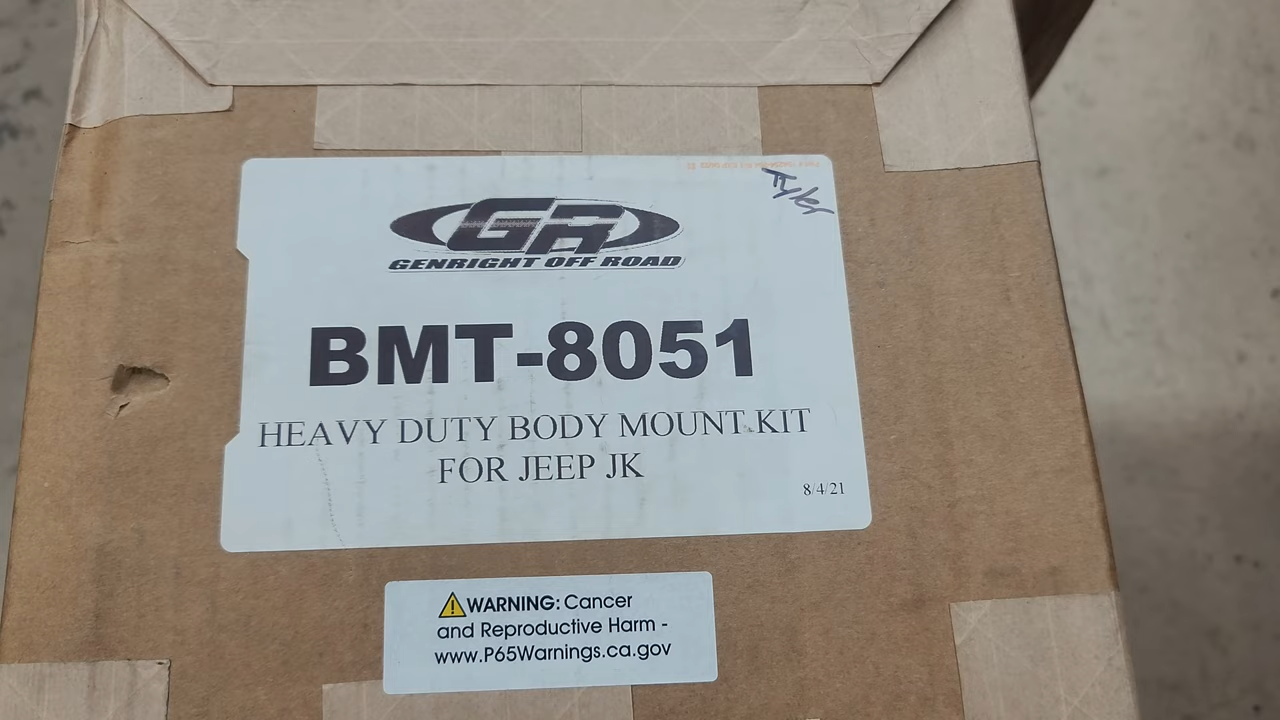 Tyler
GR
GENRIGHT OFF ROAD
BMT-8051
HEAVY DUTY BODY MOUNT KIT
FOR JEEP JK
8/4/21
WARNING: Cancer
and Reproductive Harm -
www.P65Warnings.ca.gov